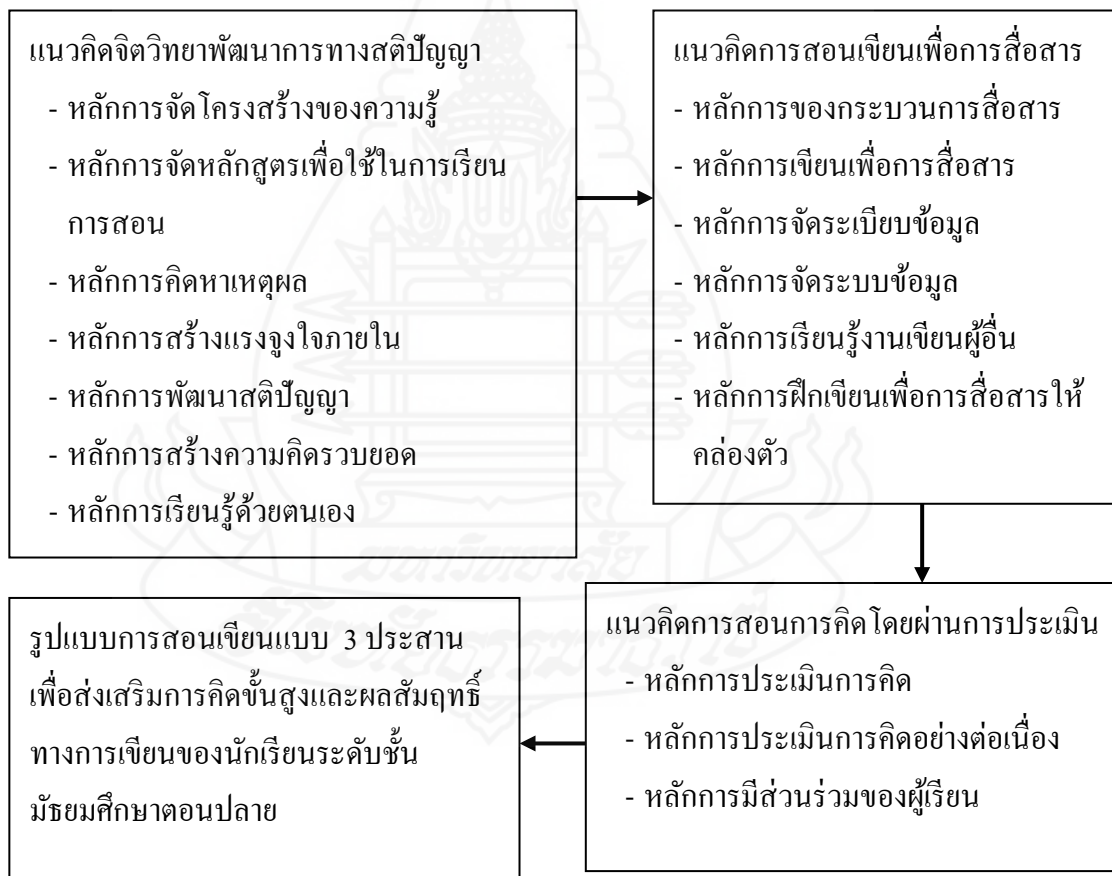 แนวคิดจิตวิทยาพัฒนาการทางสติปัญญา
- หลักการจัดโครงสร้างของความรู้
- หลักการจัดหลักสูตรเพื่อใช้ในการเรียน
การสอน
- หลักการคิดหาเหตุผล
- หลักการสร้างแรงจูงใจภายใน
- หลักการพัฒนาสติปัญญา
- หลักการสร้างความคิดรวบยอด
- หลักการเรียนรู้ด้วยตนเอง
แนวคิดการสอนเขียนเพื่อการสื่อสาร
- หลักการของกระบวนการสื่อสาร
- หลักการเขียนเพื่อการสื่อสาร
- หลักการจัดระเบียบข้อมูล
- หลักการจัดระบบข้อมูล
- หลักการเรียนรู้งานเขียนผู้อื่น
- หลักการฝึกเขียนเพื่อการสื่อสารให้
คล่องตัว
แนวคิดการสอนการคิดโดยผ่านการประเมิน
- หลักการประเมินการคิด
- หลักการประเมินการคิดอย่างต่อเนื่อง
- หลักการมีส่วนร่วมของผู้เรียน
รูปแบบการสอนเขียนแบบ 3 ประสาน
เพื่อส่งเสริมการคิดขั้นสูงและผลสัมฤทธิ์
ทางการเขียนของนักเรียนระดับชั้น
มัธยมศึกษาตอนปลาย
มหาวิทยาลัย
สุโขทัยธรรมาธิราช